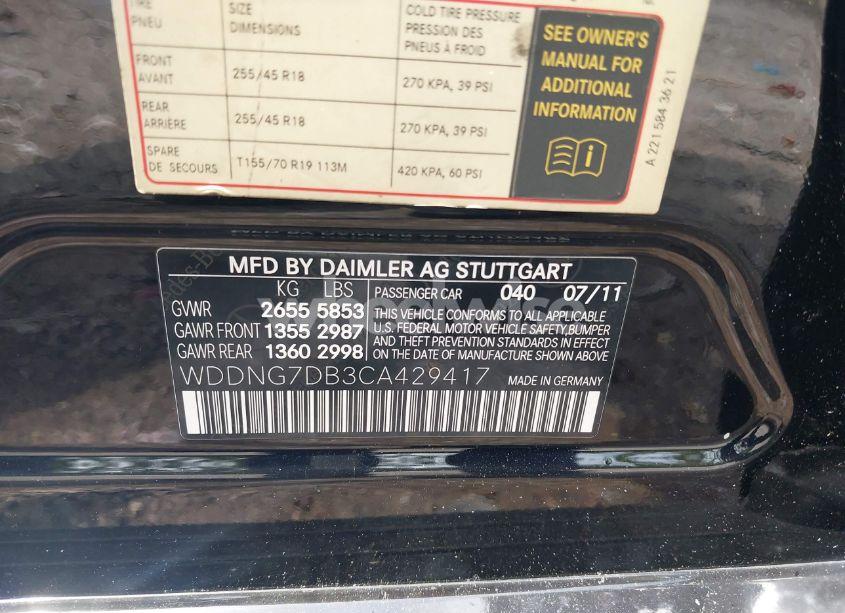 TIRE SIZE COLD TIRE PRESSURE
PNEU DIMENSIONS PRESSION DES
PNEUS À FROID
FRONT
AVANT 255/45 R18 270 KPA, 39 PSI
REAR
ARRIÈRE 255/45 R18 270 KPA, 39 PSI
SPARE
DE SECOURS T155/70 R19 113M 420 KPA, 60 PSI
SEE OWNER'S
MANUAL FOR
ADDITIONAL
INFORMATION
A 221 584 36 21
MFD BY DAIMLER AG STUTTGART
KG LBS PASSENGER CAR 040 07/11
GVWR 2655 5853 THIS VEHICLE CONFORMS TO ALL APPLICABLE
GAWR FRONT 1355 2987 U.S. FEDERAL MOTOR VEHICLE SAFETY, BUMPER
GAWR REAR 1360 2998 AND THEFT PREVENTION STANDARDS IN EFFECT
ON THE DATE OF MANUFACTURE SHOWN ABOVE.
WDDNG7DB3CA429417 MADE IN GERMANY